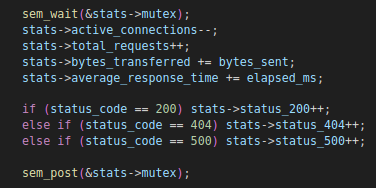 sem_wait(&stats->mutex);
stats->active_connections--;
stats->total_requests++;
stats->bytes_transferred += bytes_sent;
stats->average_response_time += elapsed_ms;
if (status_code == 200) stats->status_200++;
else if (status_code == 404) stats->status_404++;
else if (status_code == 500) stats->status_500++;
sem_post(&stats->mutex);